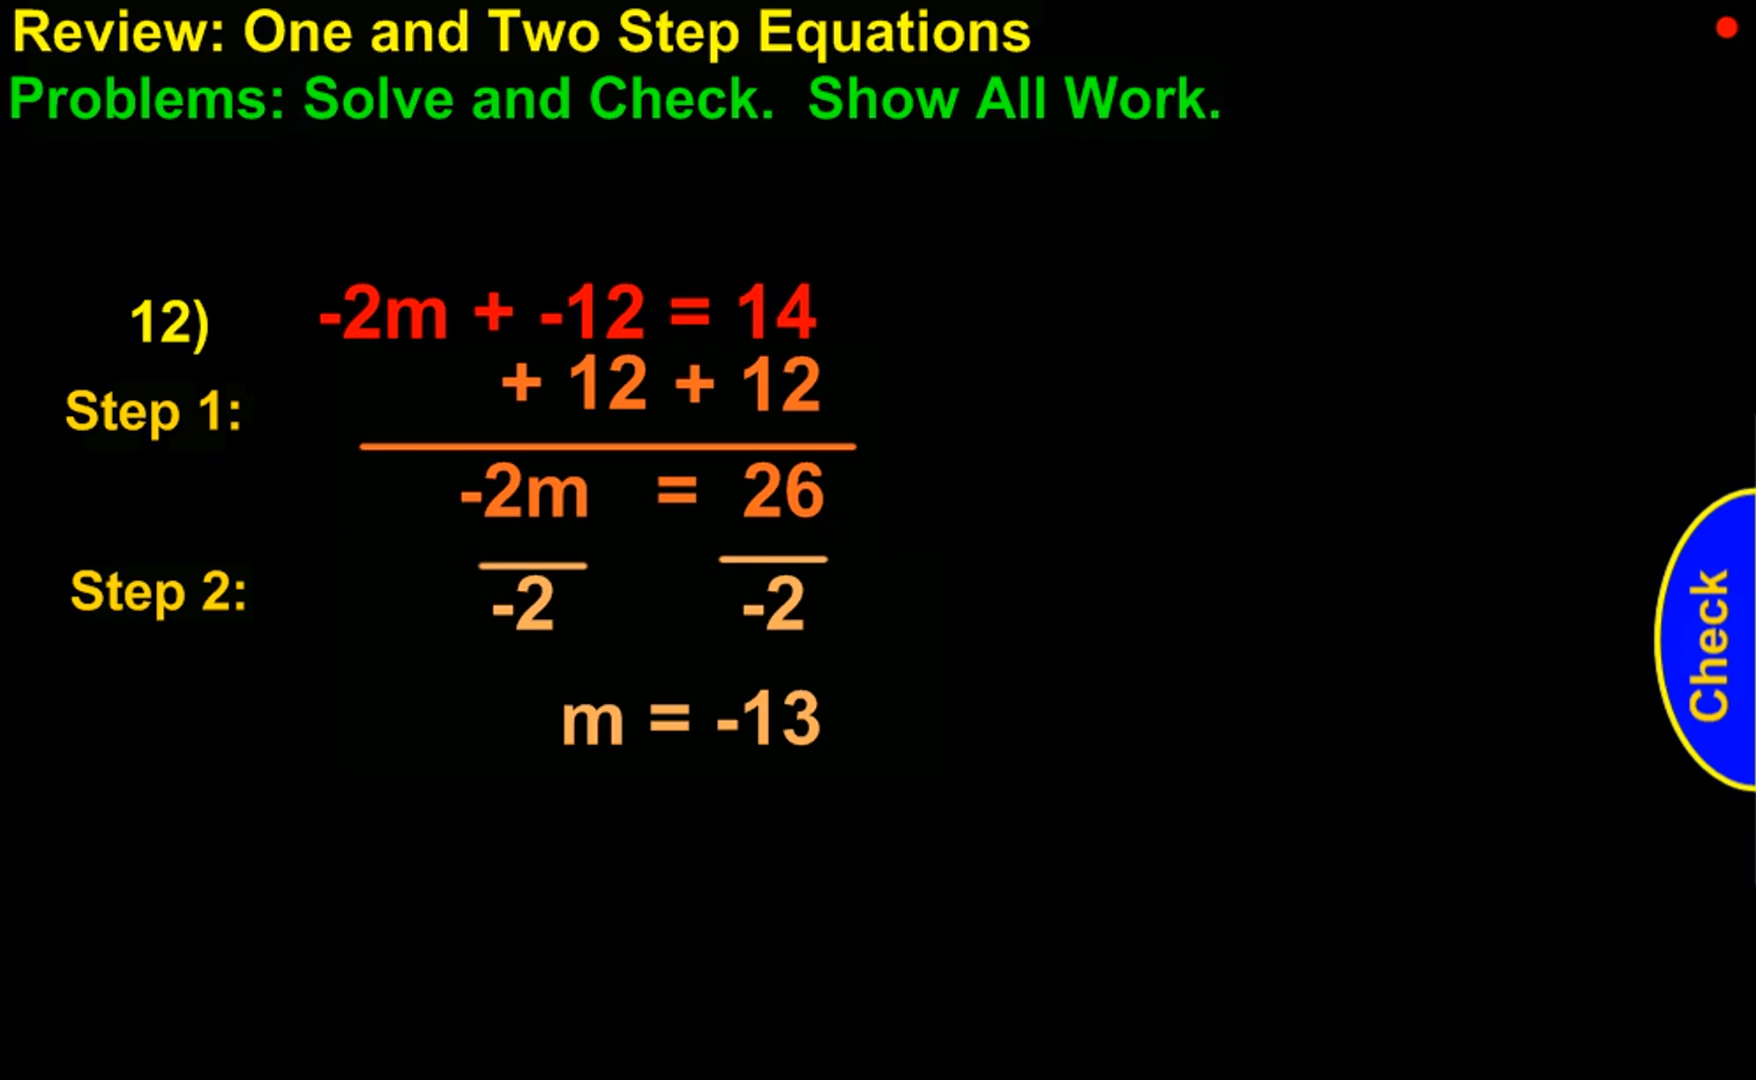 Review: One and Two Step Equations
Problems: Solve and Check. Show All Work.
12) -2m + -12 = 14
+ 12 + 12
Step 1:
-2m = 26
Step 2:
-2 -2
m = -13
Check